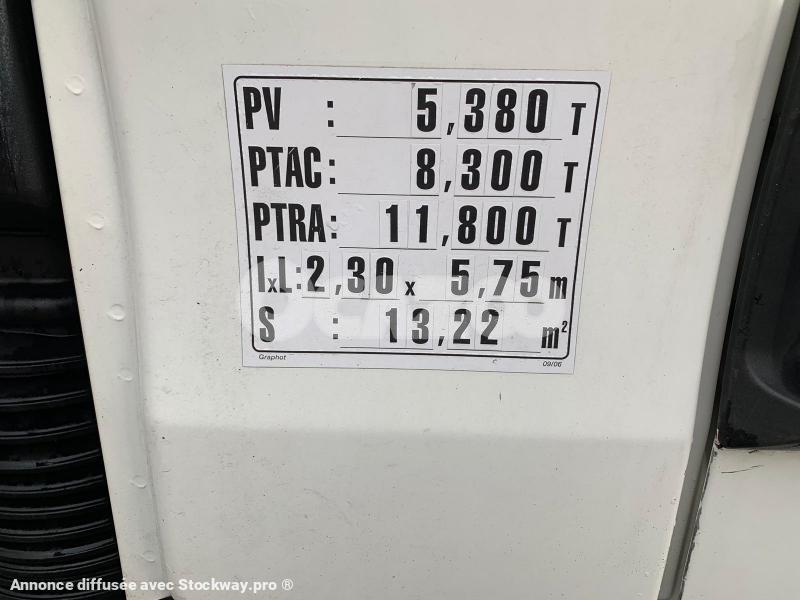 PV : 5,380 T
PTAC: 8,300 T
PTRA: 11,800 T
lxL: 2,30 x 5,75 m
S : 13,22 m²
Graphot 09/06
Annonce diffusée avec Stockway.pro ®